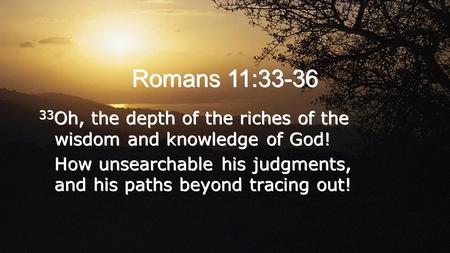 Romans 11:33-36
33Oh, the depth of the riches of the
wisdom and knowledge of God!
How unsearchable his judgments,
and his paths beyond tracing out!